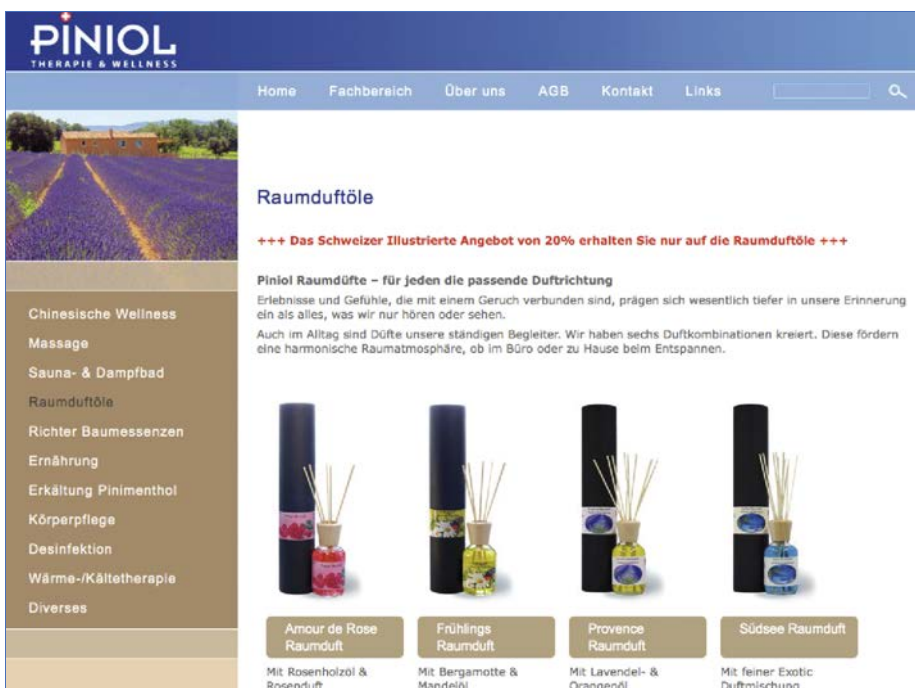 PINIOL
THERAPIE & WELLNESS
Home Fachbereich Über uns AGB Kontakt Links
Raumduftöle
+++ Das Schweizer Illustrierte Angebot von 20% erhalten Sie nur auf die Raumduftöle +++
Piniol Raumdüfte – für jeden die passende Duftrichtung
Erlebnisse und Gefühle, die mit einem Geruch verbunden sind, prägen sich wesentlich tiefer in unsere Erinnerung
ein als alles, was wir nur hören oder sehen.
Auch im Alltag sind Düfte unsere ständigen Begleiter. Wir haben sechs Duftkombinationen kreiert. Diese fördern
eine harmonische Raumatmosphäre, ob im Büro oder zu Hause beim Entspannen.
Chinesische Wellness
Massage
Sauna- & Dampfbad
Raumduftöle
Richter Baumessenzen
Ernährung
Erkältung Pinimenthol
Körperpflege
Desinfektion
Wärme-/Kältetherapie
Diverses
Amour de Rose
Raumduft
Mit Rosenholzöl &
Rosenduft
Frühlings
Raumduft
Mit Bergamotte &
Mandelöl
Provence
Raumduft
Mit Lavendel- &
Orangenöl
Südsee Raumduft
Mit feiner Exotic
Duftmischung